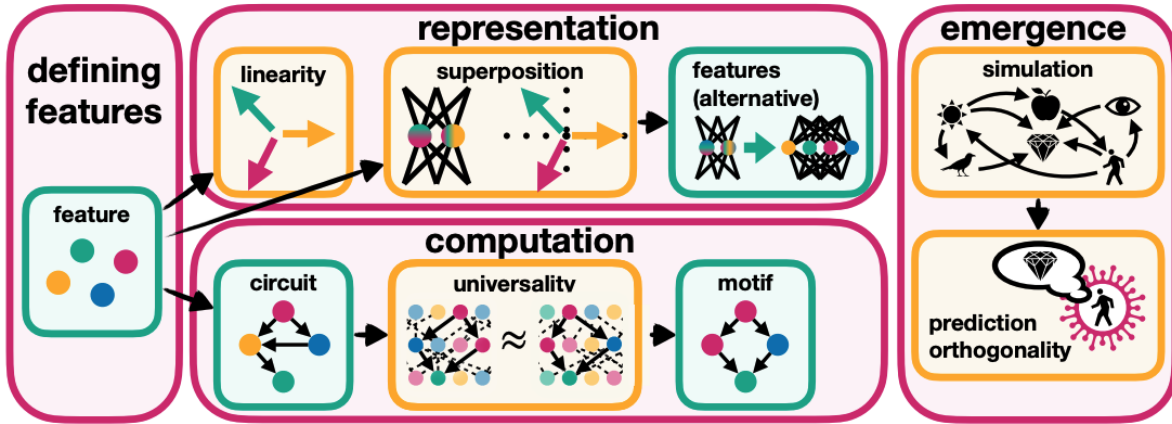 defining
features
feature
representation
linearity
superposition
features
(alternative)
computation
circuit
universality
motif
emergence
simulation
prediction
orthogonality